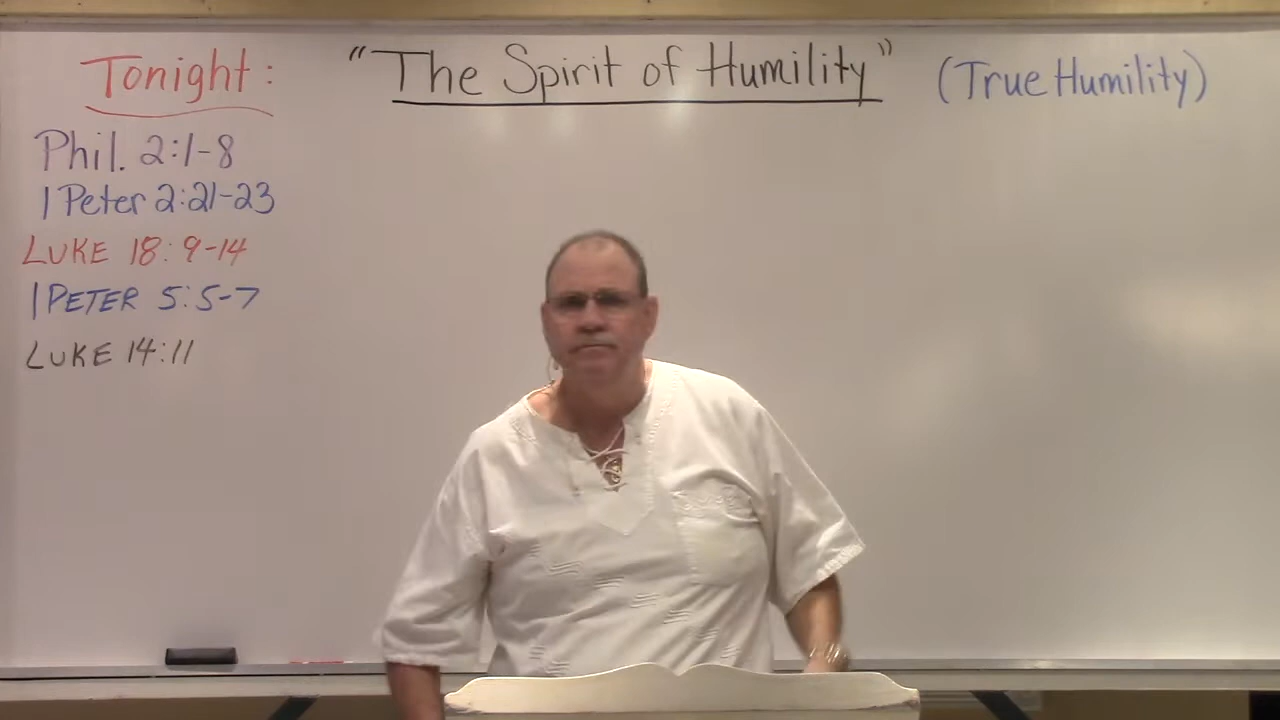 Tonight: "The Spirit of Humility" (True Humility)
Phil. 2:1-8
1 Peter 2:21-23
LUKE 18:9-14
1 PETER 5:5-7
LUKE 14:11